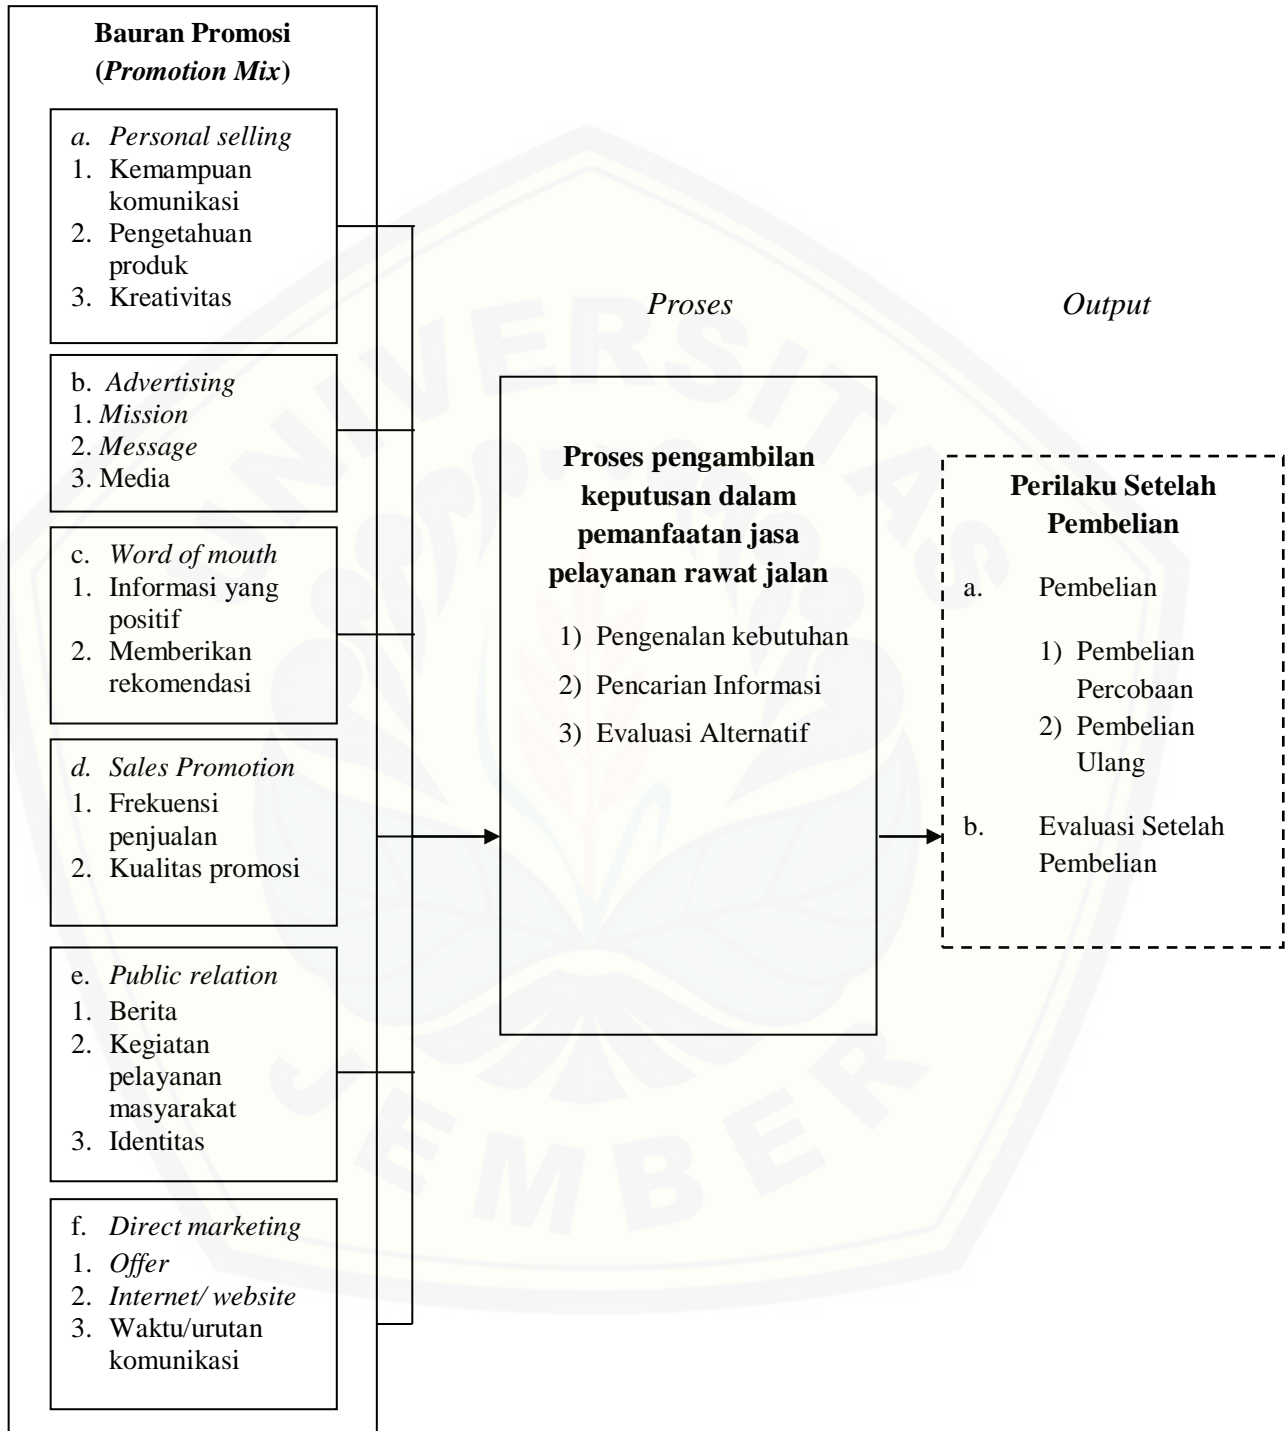 Bauran Promosi
(Promotion Mix)
a. Personal selling
1. Kemampuan
komunikasi
2. Pengetahuan
produk
3. Kreativitas
b. Advertising
1. Mission
2. Message
3. Media
c. Word of mouth
1. Informasi yang
positif
2. Memberikan
rekomendasi
d. Sales Promotion
1. Frekuensi
penjualan
2. Kualitas promosi
e. Public relation
1. Berita
2. Kegiatan
pelayanan
masyarakat
3. Identitas
f. Direct marketing
1. Offer
2. Internet/ website
3. Waktu/urutan
komunikasi
Proses
Proses pengambilan
keputusan dalam
pemanfaatan jasa
pelayanan rawat jalan
1) Pengenalan kebutuhan
2) Pencarian Informasi
3) Evaluasi Alternatif
Output
Perilaku Setelah
Pembelian
a. Pembelian
1) Pembelian
Percobaan
2) Pembelian
Ulang
b. Evaluasi Setelah
Pembelian
UNIVERSITAS
JEMBER